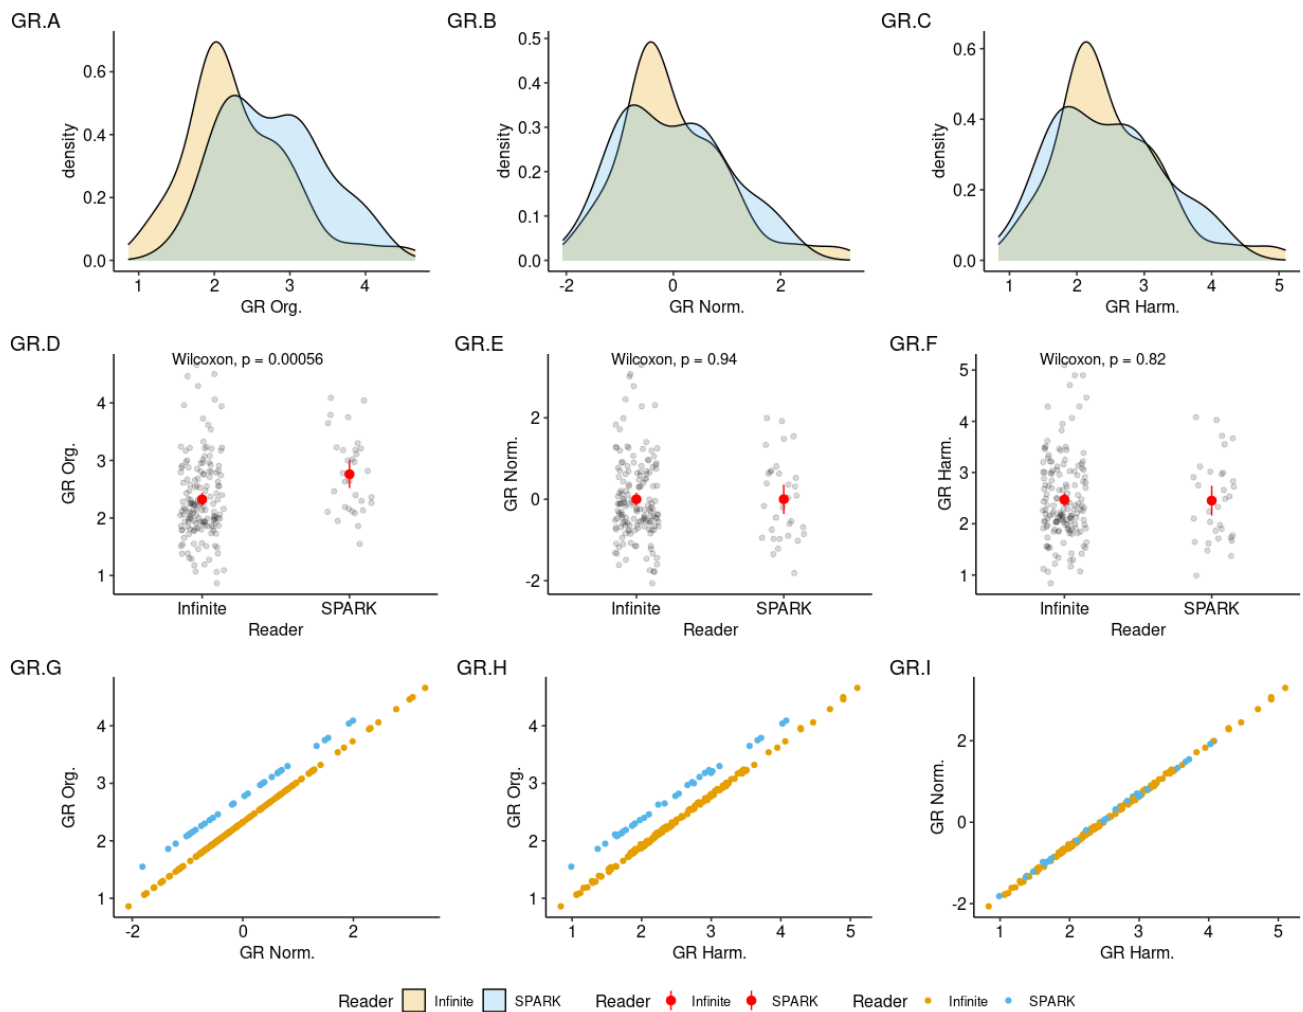 GR.A
GR.B
GR.C
density
0.0
0.2
0.4
0.6
1
2
3
4
GR Org.
density
0.0
0.1
0.2
0.3
0.4
0.5
-2
0
2
GR Norm.
density
0.0
0.2
0.4
0.6
1
2
3
4
5
GR Harm.
GR.D
GR.E
GR.F
Wilcoxon, p = 0.00056
GR Org.
1
2
3
4
Infinite
SPARK
Reader
Wilcoxon, p = 0.94
GR Norm.
-2
0
2
Infinite
SPARK
Reader
Wilcoxon, p = 0.82
GR Harm.
1
2
3
4
5
Infinite
SPARK
Reader
GR.G
GR.H
GR.I
GR Org.
1
2
3
4
-2
0
2
GR Norm.
GR Org.
1
2
3
4
1
2
3
4
5
GR Harm.
GR Norm.
-2
0
2
1
2
3
4
5
GR Harm.
Reader Infinite SPARK Reader Infinite SPARK Reader Infinite SPARK